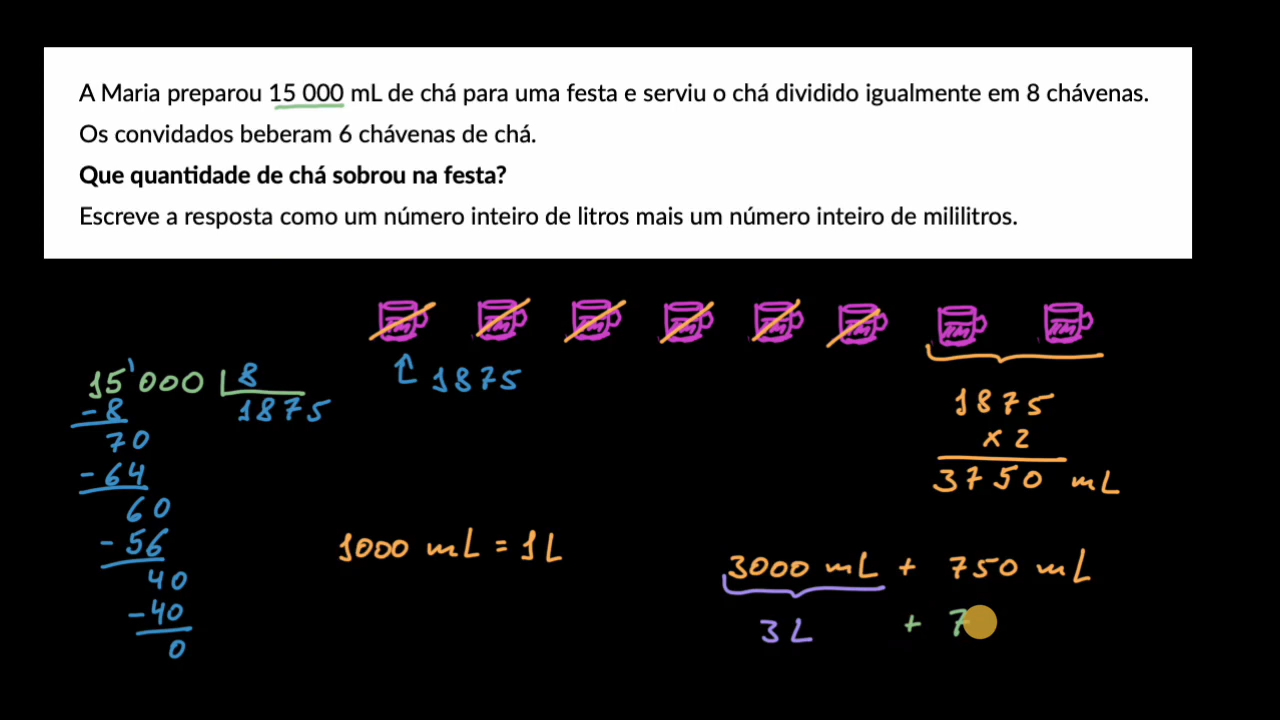 A Maria preparou 15 000 mL de chá para uma festa e serviu o chá dividido igualmente em 8 chávenas.
Os convidados beberam 6 chávenas de chá.
Que quantidade de chá sobrou na festa?
Escreve a resposta como um número inteiro de litros mais um número inteiro de mililitros.
15'000 8
- 8 1875
70
- 64
60
- 56
40
- 40
0
1875
1000 mL = 1 L
1875
x 2
3750 mL
3000 mL + 750 mL
3 L + 7